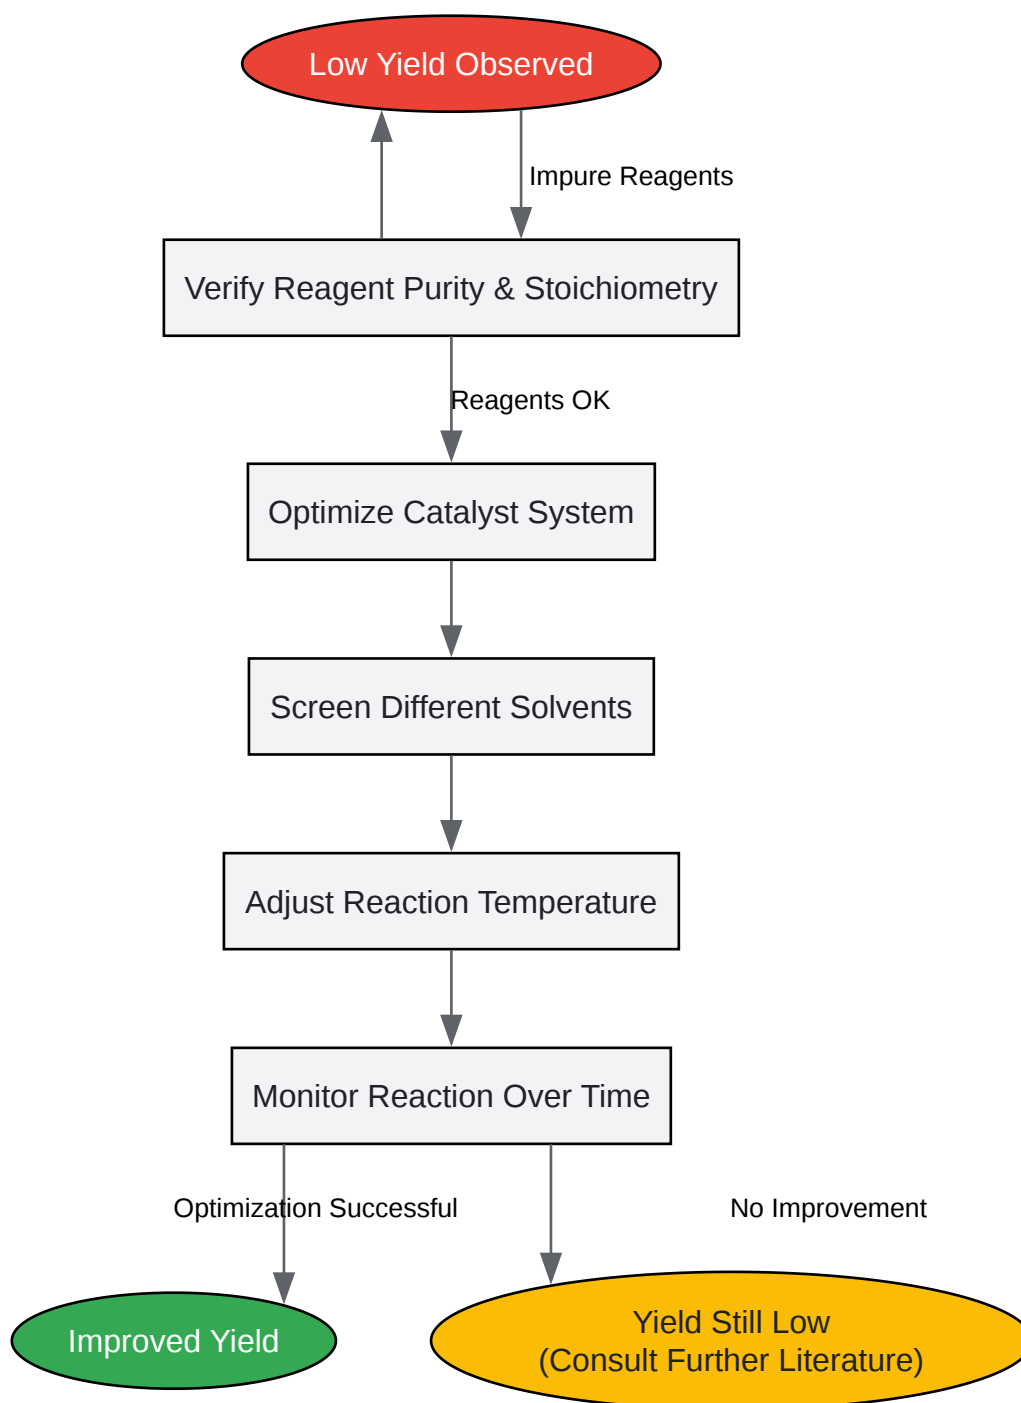 Low Yield Observed
Impure Reagents
Verify Reagent Purity & Stoichiometry
Reagents OK
Optimize Catalyst System
Screen Different Solvents
Adjust Reaction Temperature
Monitor Reaction Over Time
Optimization Successful
No Improvement
Improved Yield
Yield Still Low
(Consult Further Literature)